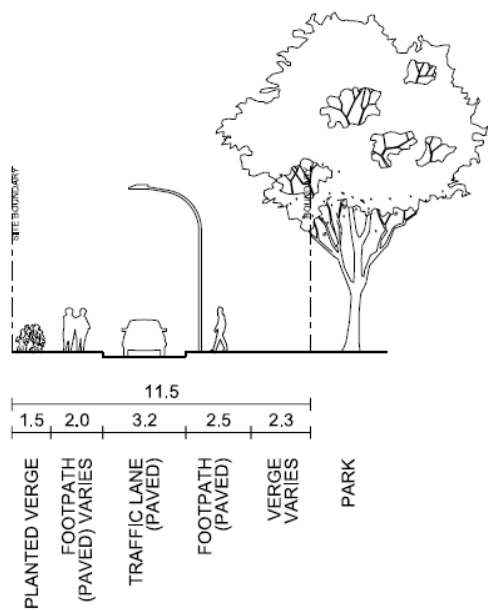 SITE BOUNDARY
BOUNDARY
11.5
1.5 2.0 3.2 2.5 2.3
PLANTED VERGE
FOOTPATH
(PAVED) VARIES
TRAFFIC LANE
(PAVED)
FOOTPATH
(PAVED)
VERGE
VARIES
PARK